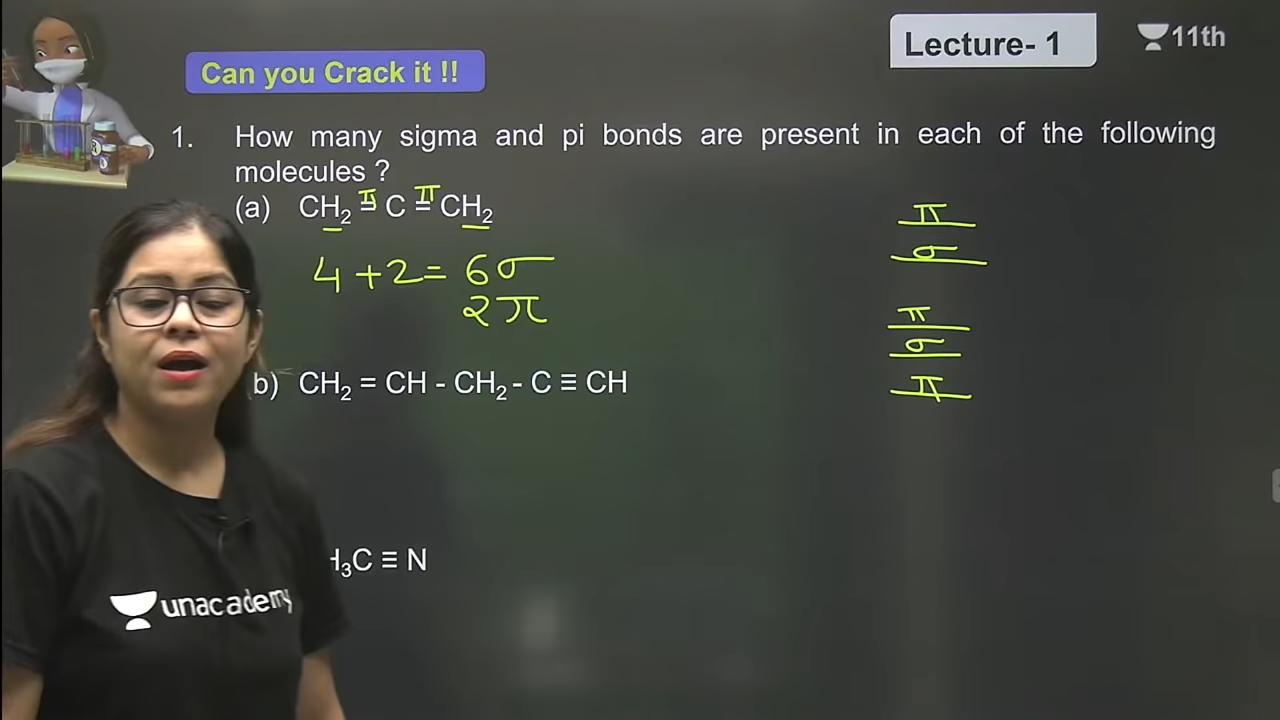 Lecture- 1
11th
Can you Crack it !!
1. How many sigma and pi bonds are present in each of the following
molecules ?
π π
(a) CH₂ = C = CH₂
4 + 2 = 6σ
2π
π
σ
π
σ
π
b) CH₂ = CH - CH₂ - C ≡ CH
H₃C ≡ N
unacademy